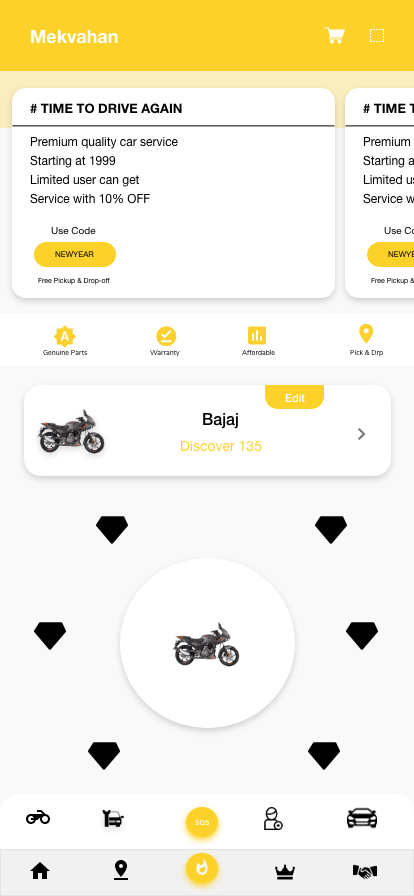 Mekvahan
# TIME TO DRIVE AGAIN
Premium quality car service
Starting at 1999
Limited user can get
Service with 10% OFF
Use Code
NEWYEAR
Free Pickup & Drop-off
# TIME T
Premium
Starting a
Limited us
Service w
Use Co
NEWYE
Free Pickup &
A
Genuine Parts
Warranty
Affordable
Pick & Drp
Edit
Bajaj
Discover 135
SOS